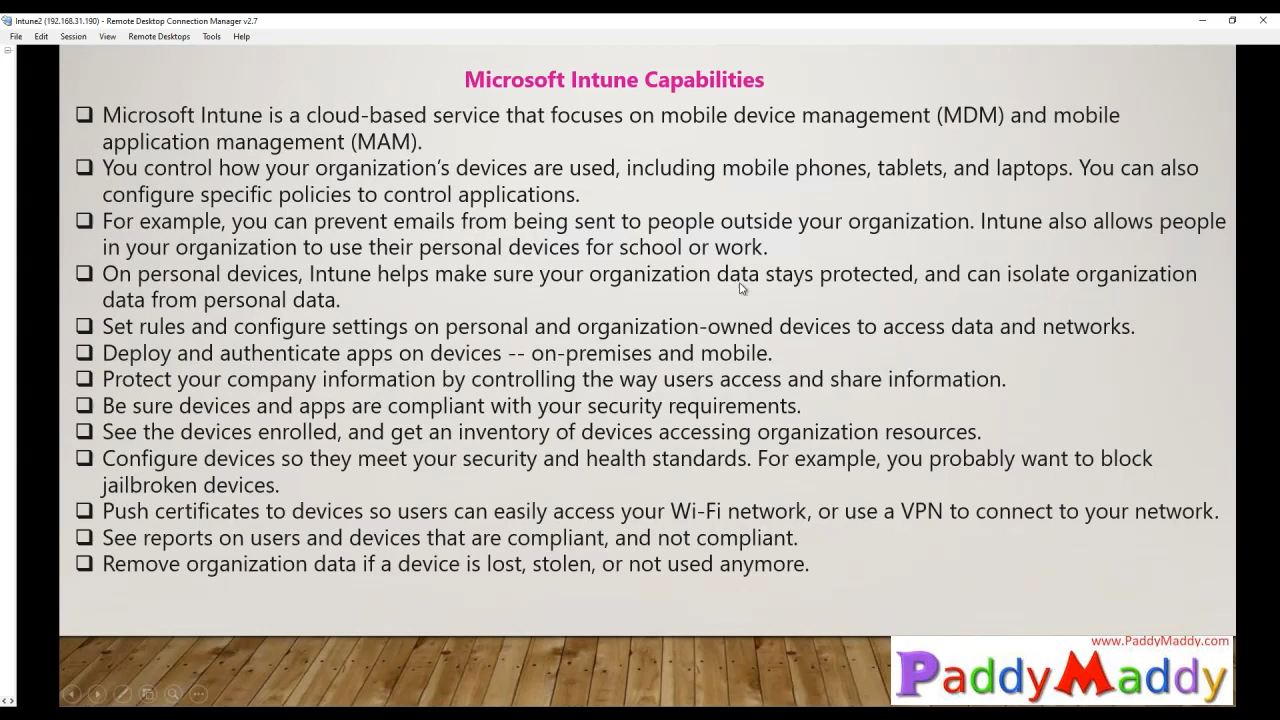 Intune2 (192.168.31.190) - Remote Desktop Connection Manager v2.7
File Edit Session View Remote Desktops Tools Help
Microsoft Intune Capabilities
Microsoft Intune is a cloud-based service that focuses on mobile device management (MDM) and mobile
application management (MAM).
You control how your organization's devices are used, including mobile phones, tablets, and laptops. You can also
configure specific policies to control applications.
For example, you can prevent emails from being sent to people outside your organization. Intune also allows people
in your organization to use their personal devices for school or work.
On personal devices, Intune helps make sure your organization data stays protected, and can isolate organization
data from personal data.
Set rules and configure settings on personal and organization-owned devices to access data and networks.
Deploy and authenticate apps on devices -- on-premises and mobile.
Protect your company information by controlling the way users access and share information.
Be sure devices and apps are compliant with your security requirements.
See the devices enrolled, and get an inventory of devices accessing organization resources.
Configure devices so they meet your security and health standards. For example, you probably want to block
jailbroken devices.
Push certificates to devices so users can easily access your Wi-Fi network, or use a VPN to connect to your network.
See reports on users and devices that are compliant, and not compliant.
Remove organization data if a device is lost, stolen, or not used anymore.
www.PaddyMaddy.com
PaddyMaddy